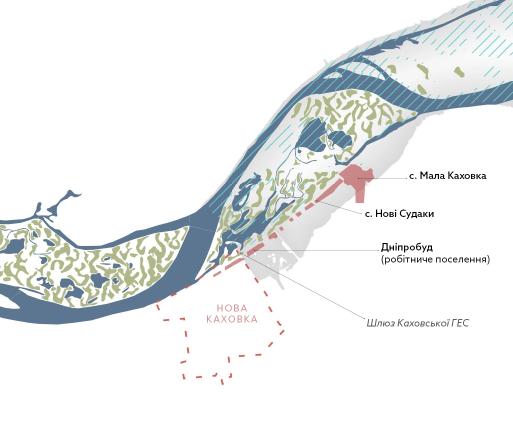 с. Мала Каховка
с. Нові Судаки
Дніпробуд
(робітниче поселення)
НОВА
КАХОВКА
Шлюз Каховської ГЕС